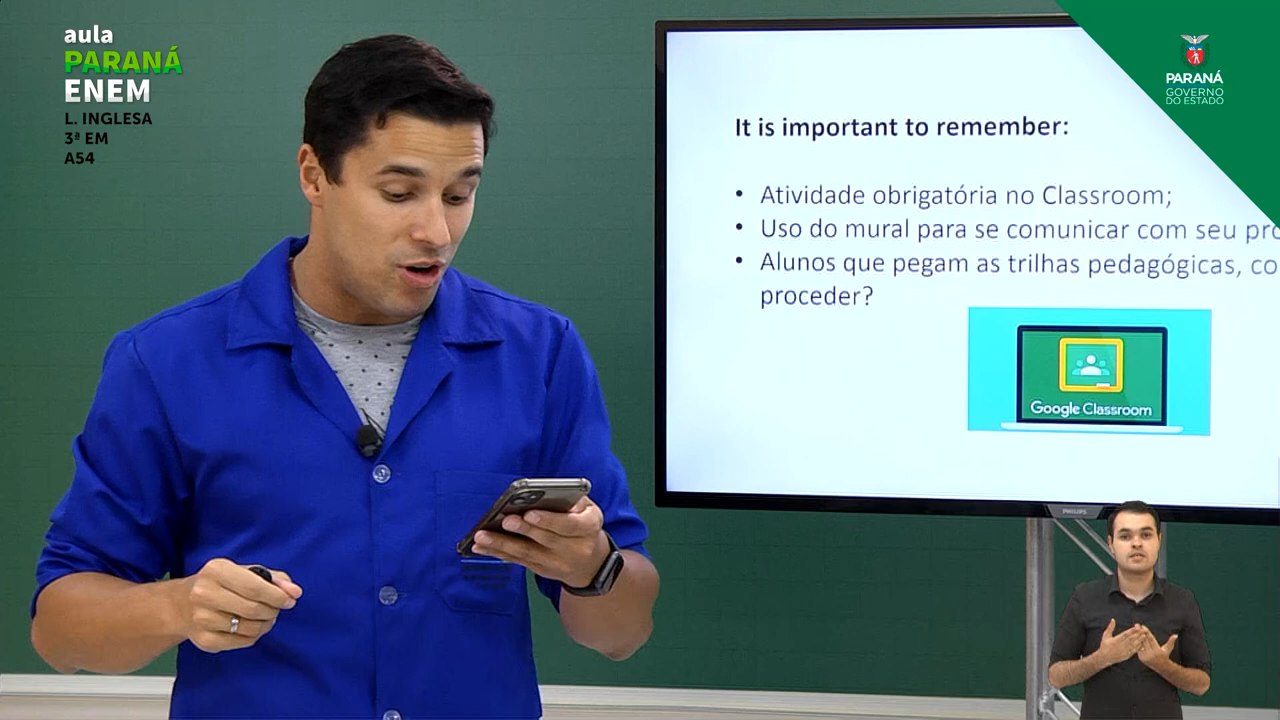 aula
PARANÁ
ENEM
L. INGLESA
3ª EM
A54
PARANÁ
GOVERNO
DO ESTADO
It is important to remember:
• Atividade obrigatória no Classroom;
• Uso do mural para se comunicar com seu
• Alunos que pegam as trilhas pedagógicas,
proceder?
Google Classroom
PHILIPS